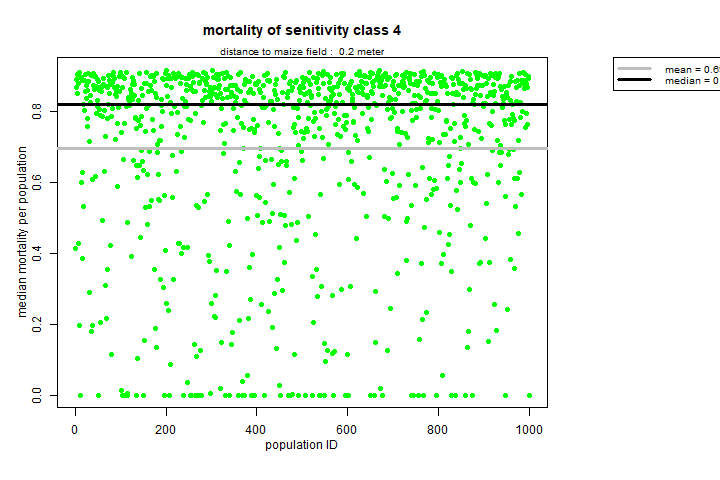 mortality of senitivity class 4
distance to maize field :  0.2 meter
mean = 0.6
median = 0
median mortality per population
0.8
0.6
0.4
0.2
0.0
0
200
400
600
800
1000
population ID